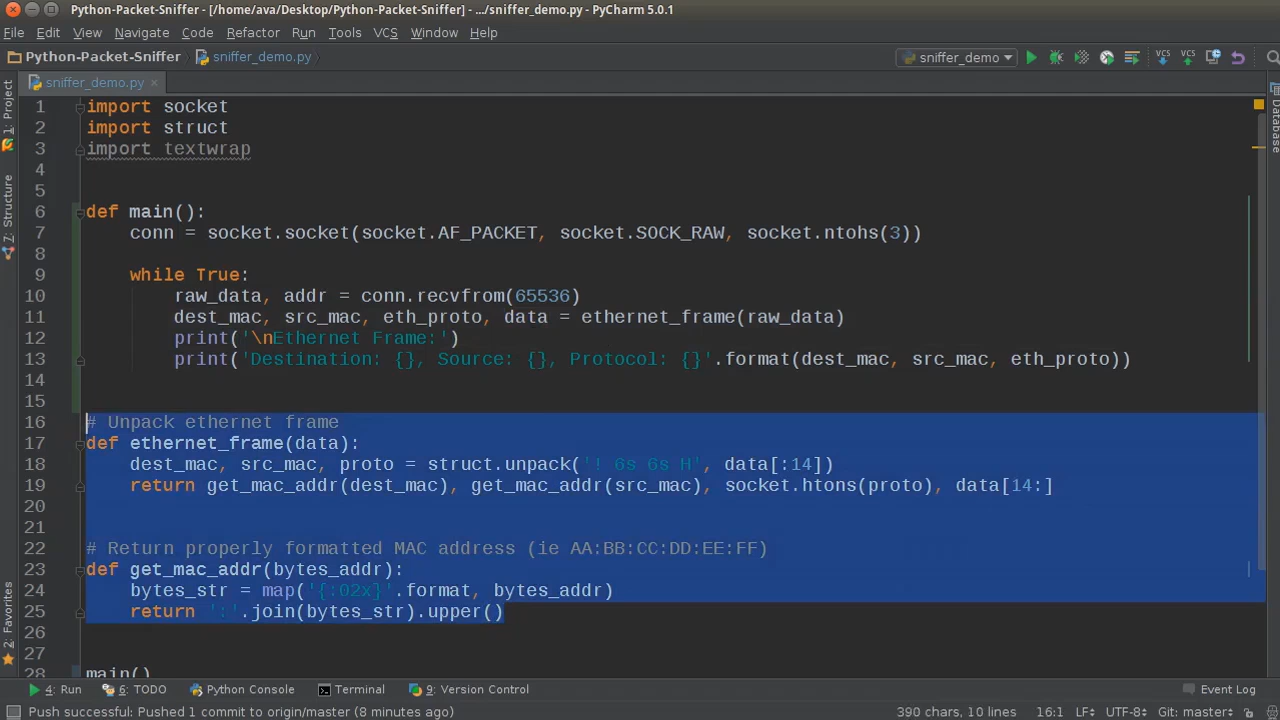 Python-Packet-Sniffer - [/home/ava/Desktop/Python-Packet-Sniffer] - .../sniffer_demo.py - PyCharm 5.0.1
File Edit View Navigate Code Refactor Run Tools VCS Window Help
Python-Packet-Sniffer sniffer_demo.py sniffer_demo VCS VCS
sniffer_demo.py
1: Project
7: Structure
2: Favorites
Database
1 import socket
2 import struct
3 import textwrap
4
5
6 def main():
7     conn = socket.socket(socket.AF_PACKET, socket.SOCK_RAW, socket.ntohs(3))
8
9     while True:
10         raw_data, addr = conn.recvfrom(65536)
11         dest_mac, src_mac, eth_proto, data = ethernet_frame(raw_data)
12         print('\nEthernet Frame:')
13         print('Destination: {}, Source: {}, Protocol: {}'.format(dest_mac, src_mac, eth_proto))
14
15
16 # Unpack ethernet frame
17 def ethernet_frame(data):
18     dest_mac, src_mac, proto = struct.unpack('! 6s 6s H', data[:14])
19     return get_mac_addr(dest_mac), get_mac_addr(src_mac), socket.htons(proto), data[14:]
20
21
22 # Return properly formatted MAC address (ie AA:BB:CC:DD:EE:FF)
23 def get_mac_addr(bytes_addr):
24     bytes_str = map('{:02x}'.format, bytes_addr)
25     return ':'.join(bytes_str).upper()
26
27
28 main()
4: Run 6: TODO Python Console Terminal 9: Version Control Event Log
Push successful: Pushed 1 commit to origin/master (8 minutes ago) 390 chars, 10 lines 16:1 LF UTF-8 Git: master